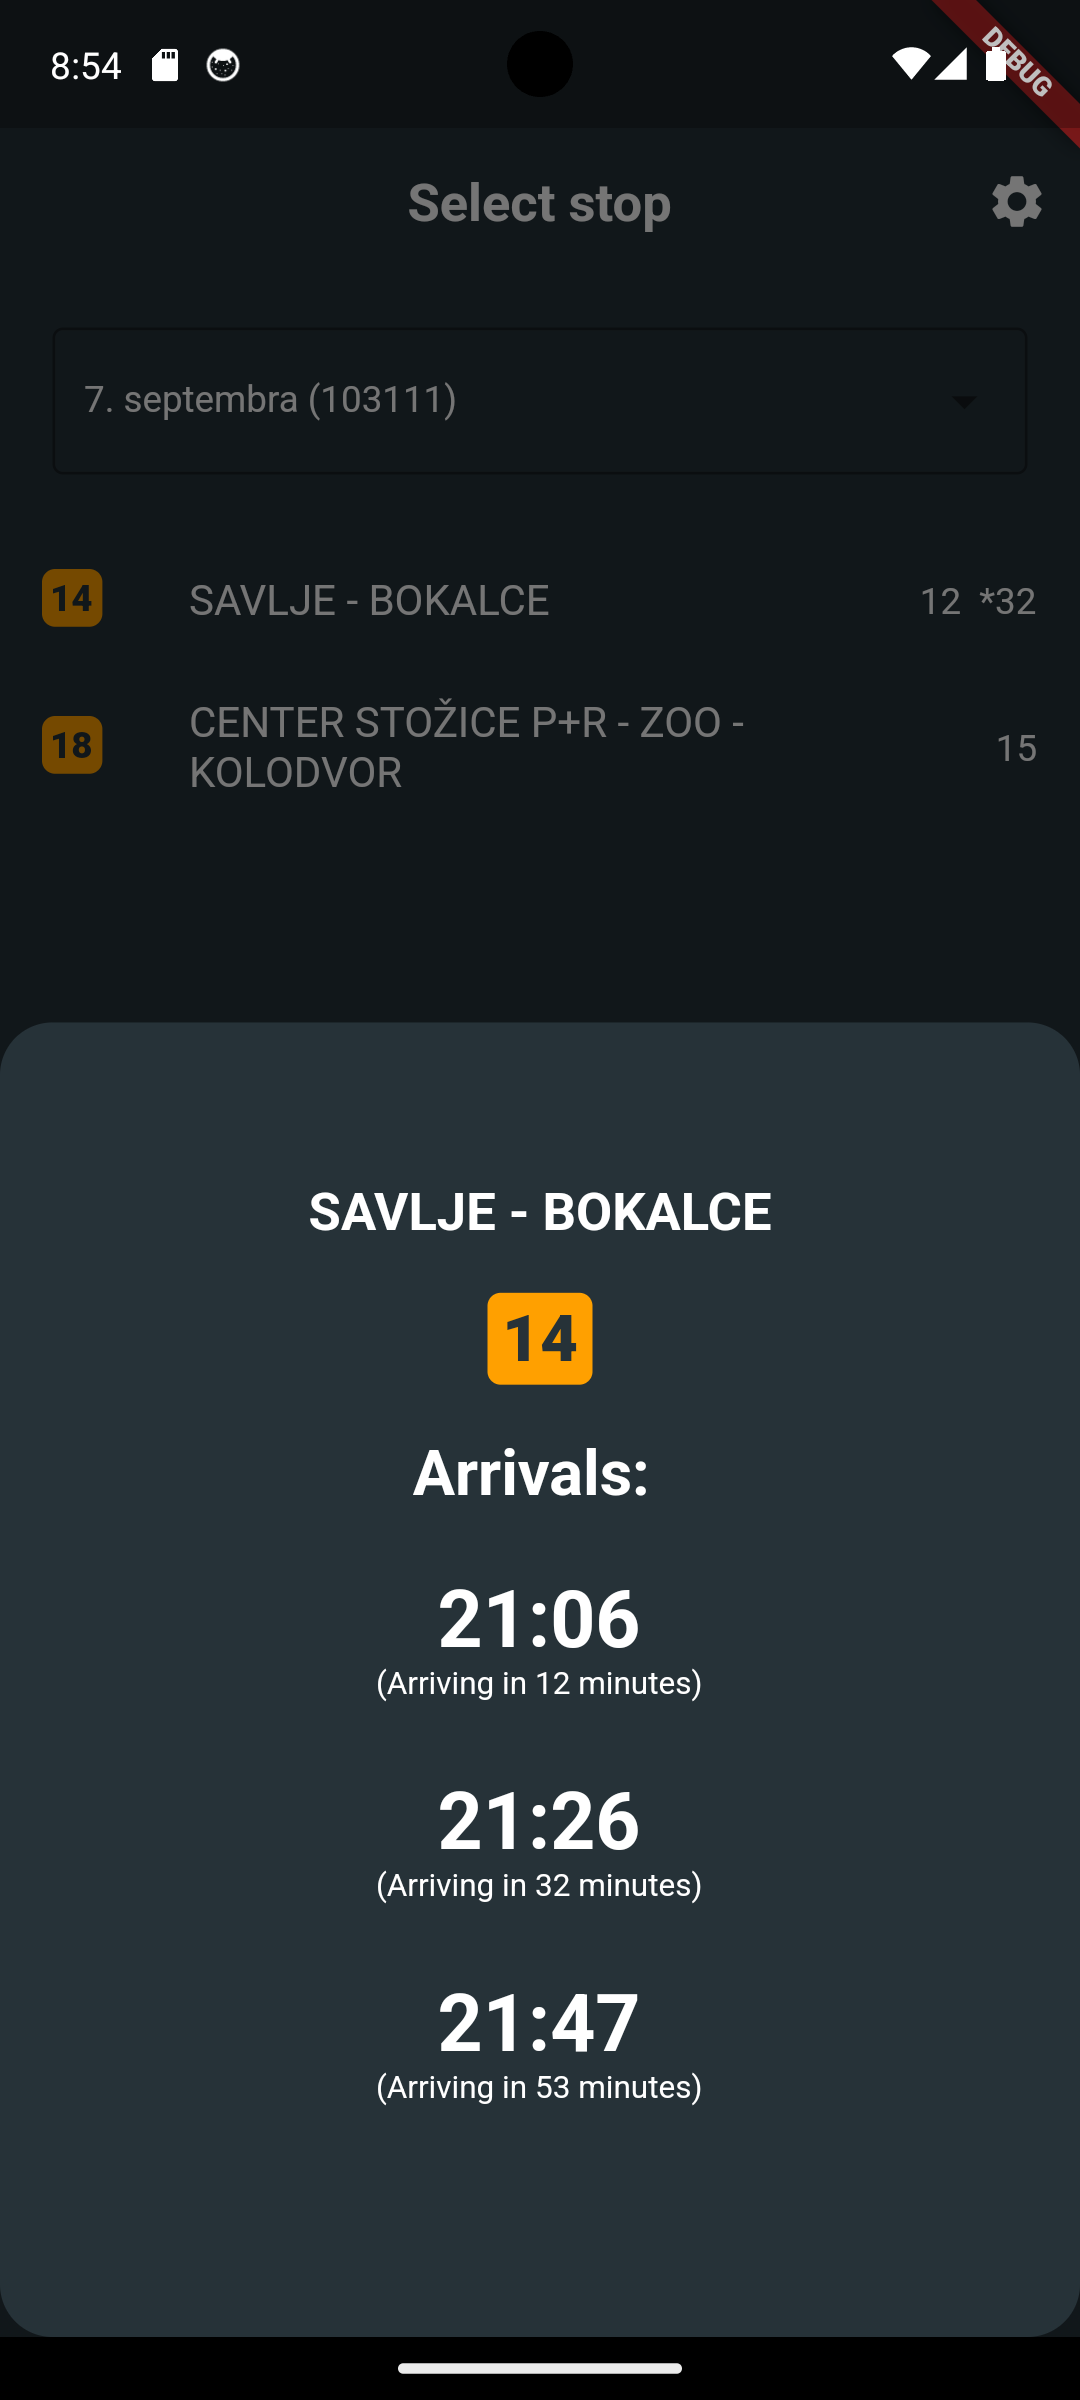 8:54
DEBUG
Select stop
7. septembra (103111)
14 SAVLJE - BOKALCE 12 *32
18 CENTER STOŽICE P+R - ZOO -
KOLODVOR 15
SAVLJE - BOKALCE
14
Arrivals:
21:06
(Arriving in 12 minutes)
21:26
(Arriving in 32 minutes)
21:47
(Arriving in 53 minutes)